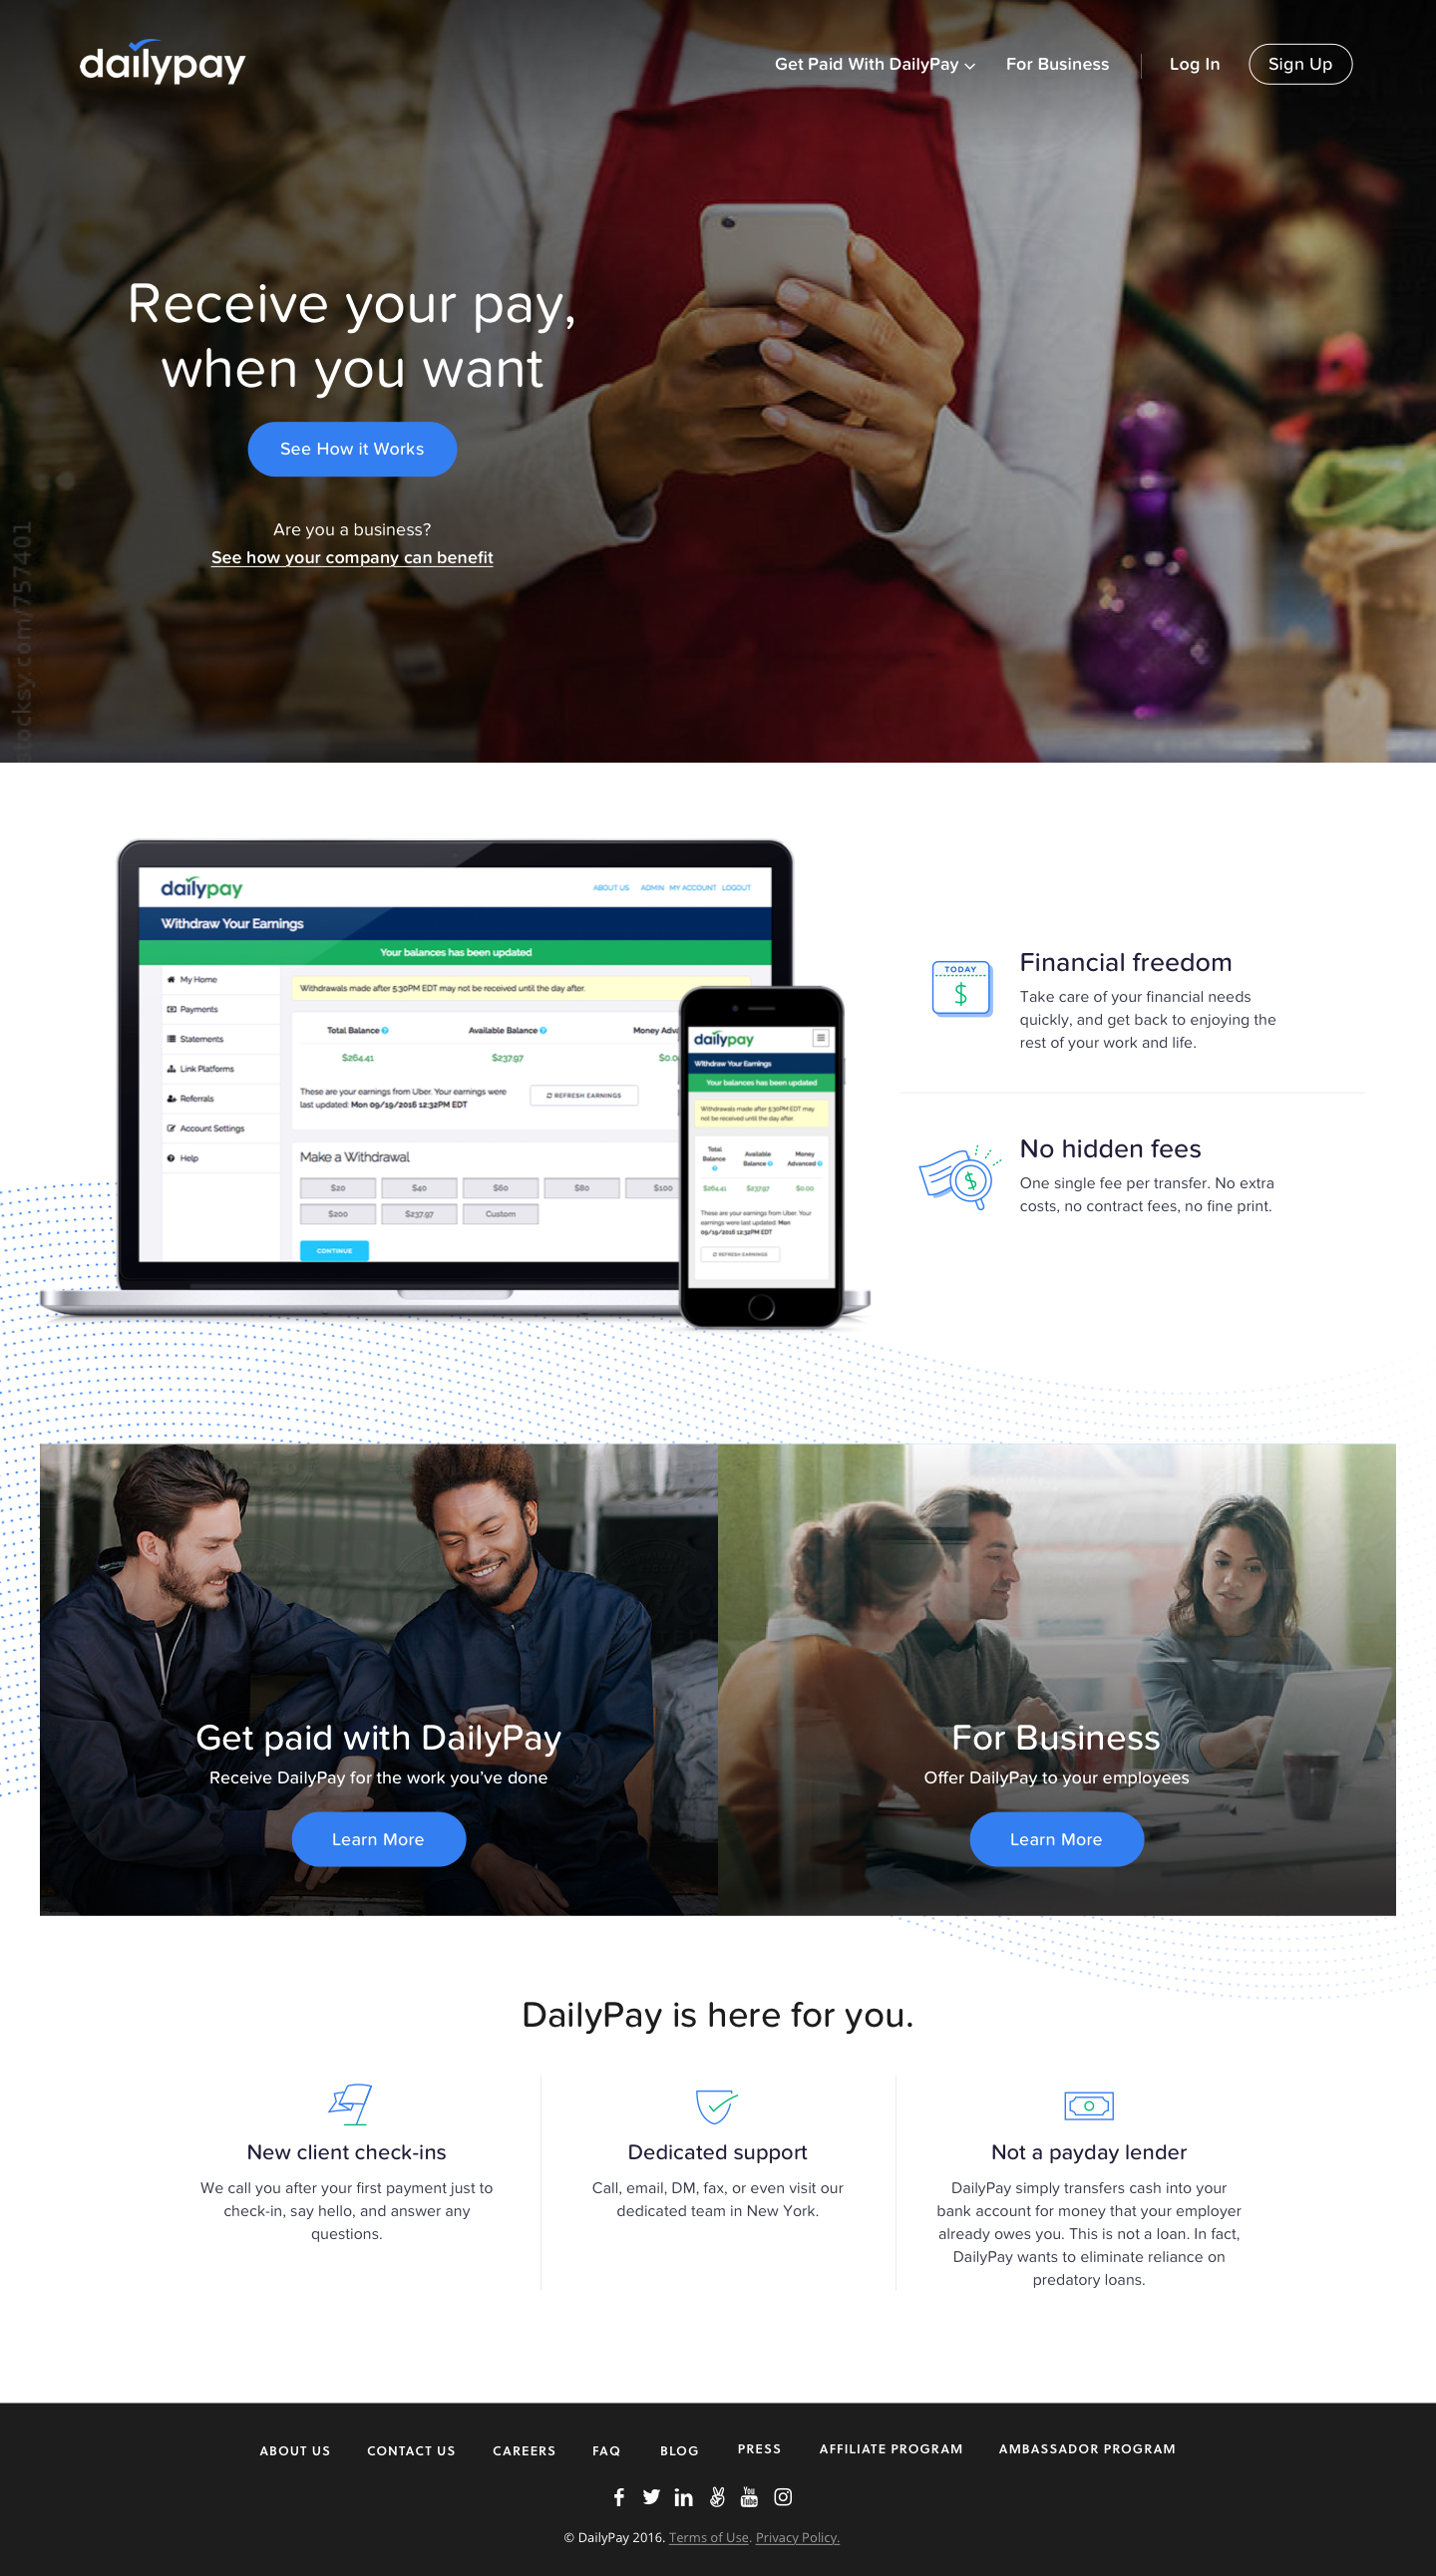 dailypay
Get Paid With DailyPay
For Business
Log In
Sign Up
Receive your pay,
when you want
See How it Works
Are you a business?
See how your company can benefit
stocksy.com/757401
dailypay
ABOUT US ADMIN MY ACCOUNT LOGOUT
Withdraw Your Earnings
Your balances has been updated
My Home
Payments
Statements
Link Platforms
Referrals
Account Settings
Help
Withdrawals made after 5:30PM EDT may not be received until the day after.
Total Balance Available Balance Money Adva
$264.41 $237.97 $0.0
These are your earnings from Uber. Your earnings were
last updated: Mon 09/19/2016 12:32PM EDT
REFRESH EARNINGS
Make a Withdrawal
$20 $40 $60 $80 $100
$200 $237.97 Custom
CONTINUE
dailypay
Withdraw Your Earnings
Your balances has been updated
Withdrawals made after 5:30PM EDT may
not be received until the day after.
Total Available Money
Balance Balance Advanced
$264.41 $237.97 $0.00
These are your earnings from Uber. Your
earnings were last updated: Mon
09/19/2016 12:32PM EDT
REFRESH EARNINGS
TODAY
$
Financial freedom
Take care of your financial needs
quickly, and get back to enjoying the
rest of your work and life.
$
No hidden fees
One single fee per transfer. No extra
costs, no contract fees, no fine print.
Get paid with DailyPay
Receive DailyPay for the work you’ve done
Learn More
For Business
Offer DailyPay to your employees
Learn More
DailyPay is here for you.
New client check-ins
We call you after your first payment just to
check-in, say hello, and answer any
questions.
Dedicated support
Call, email, DM, fax, or even visit our
dedicated team in New York.
Not a payday lender
DailyPay simply transfers cash into your
bank account for money that your employer
already owes you. This is not a loan. In fact,
DailyPay wants to eliminate reliance on
predatory loans.
ABOUT US CONTACT US CAREERS FAQ BLOG PRESS AFFILIATE PROGRAM AMBASSADOR PROGRAM
You
Tube
© DailyPay 2016. Terms of Use. Privacy Policy.